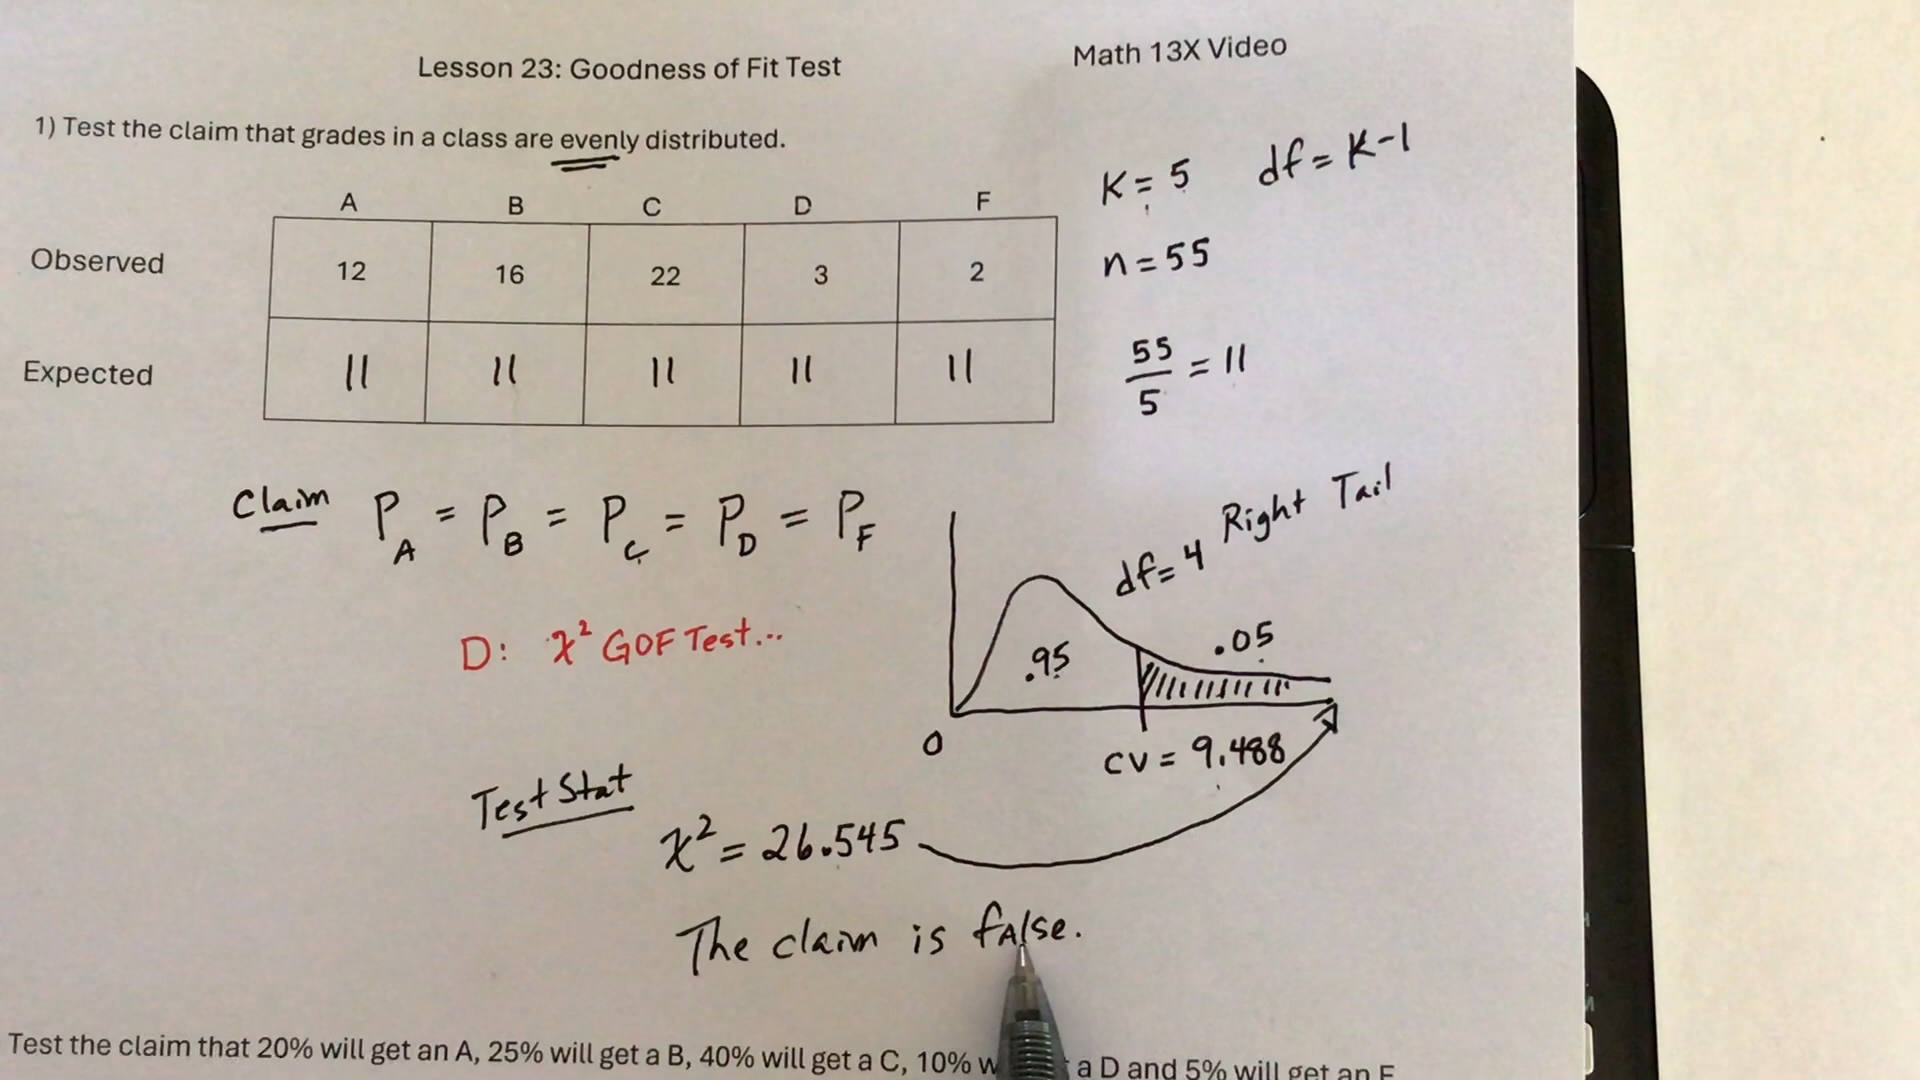 Lesson 23: Goodness of Fit Test
Math 13X Video
1) Test the claim that grades in a class are evenly distributed.
K = 5 df = K-1
A B C D F
Observed 12 16 22 3 2
n = 55
Expected 11 11 11 11 11
55/5 = 11
Claim P_A = P_B = P_C = P_D = P_F
df = 4 Right Tail
D: χ² GOF Test...
.95 .05
0
CV = 9.488
Test Stat
χ² = 26.545
The claim is fAlse.
Test the claim that 20% will get an A, 25% will get a B, 40% will get a C, 10% a D and 5% will get an F